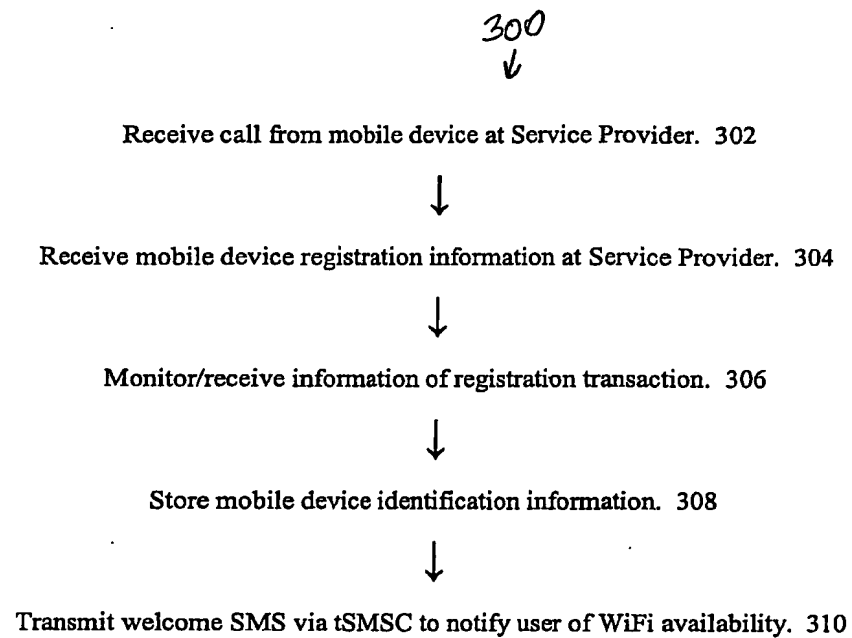 300
Receive call from mobile device at Service Provider. 302
Receive mobile device registration information at Service Provider. 304
Monitor/receive information of registration transaction. 306
Store mobile device identification information. 308
Transmit welcome SMS via tSMSC to notify user of WiFi availability. 310